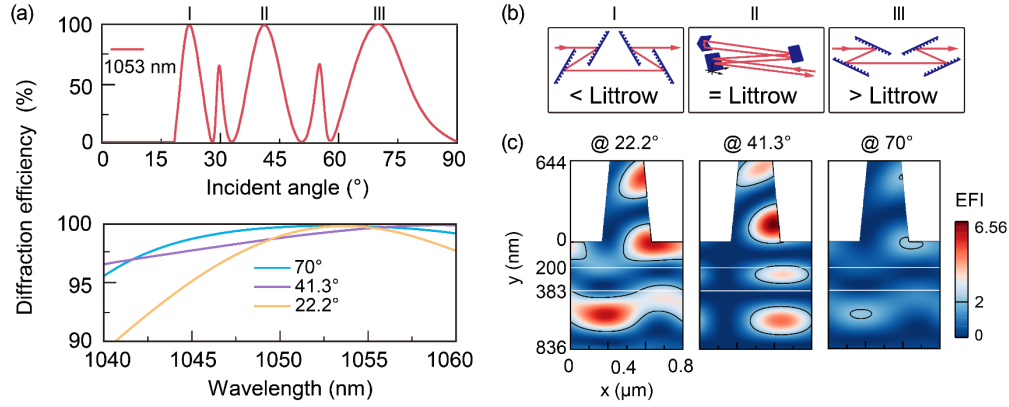 (a)
I II III
100%
50%
0
1053 nm
0 15 30 45 60 75 90
Incident angle (°)
Diffraction efficiency (%)
100
95
90
70°
41.3°
22.2°
1040 1045 1050 1055 1060
Wavelength (nm)
(b)
I II III
< Littrow
= Littrow
> Littrow
(c)
@ 22.2° @ 41.3° @ 70°
644
0
200
383
836
y (nm)
0 0.4 0.8
x (μm)
EFI
6.56
2
0